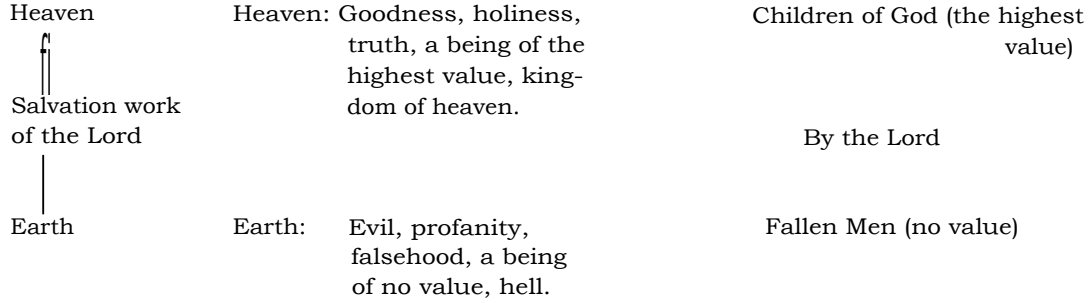 Heaven
Salvation work
of the Lord
Earth
Heaven: Goodness, holiness,
truth, a being of the
highest value, king-
dom of heaven.
Earth: Evil, profanity,
falsehood, a being
of no value, hell.
Children of God (the highest
value)
By the Lord
Fallen Men (no value)